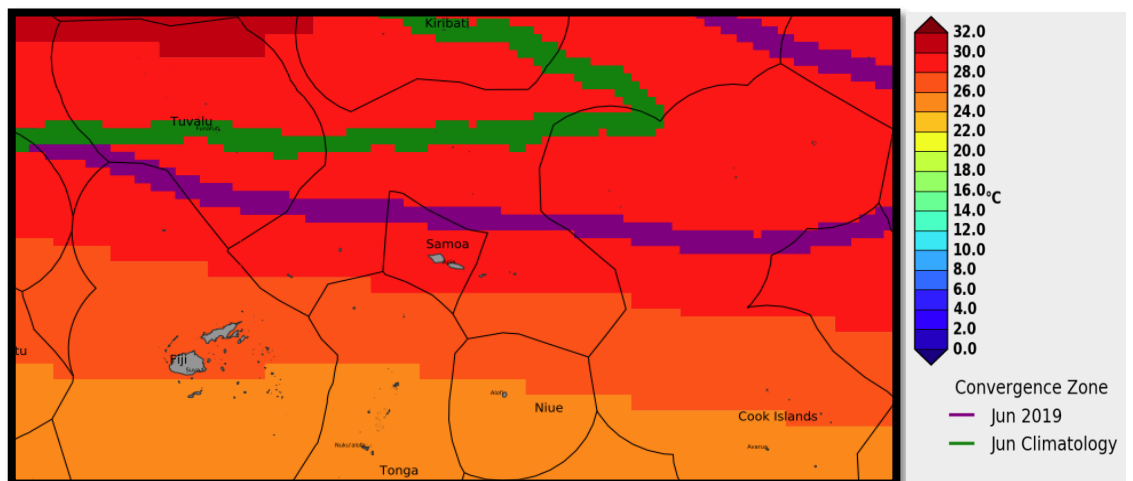 Kiribati
Tuvalu
Funafuti
Samoa
Apia
tu
Fiji
Suva
Alofi
Niue
Cook Islands
Nuku'alofa
Avarua
Tonga
32.0
30.0
28.0
26.0
24.0
22.0
20.0
18.0
16.0
°C
14.0
12.0
10.0
8.0
6.0
4.0
2.0
0.0
Convergence Zone
Jun 2019
Jun Climatology